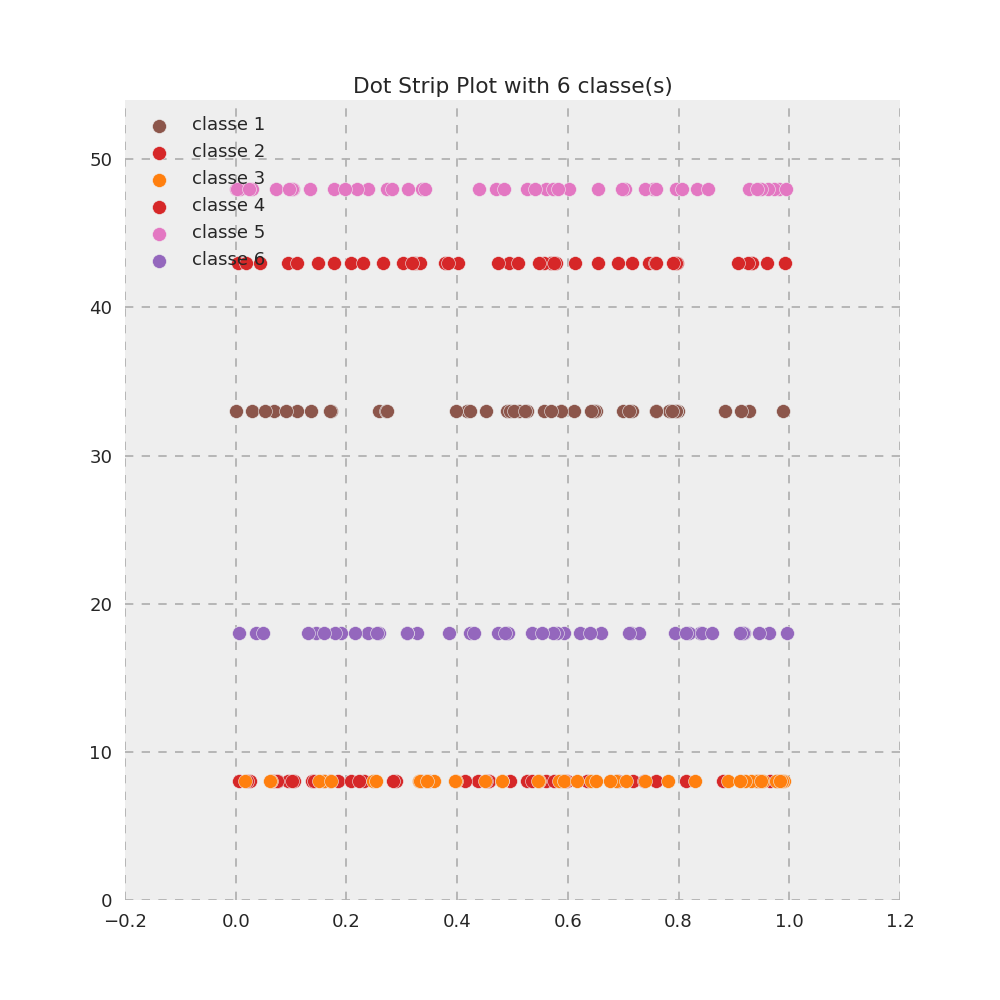 Dot Strip Plot with 6 classe(s)
classe 1
classe 2
classe 3
classe 4
classe 5
classe 6
50
40
30
20
10
0
−0.2 0.0 0.2 0.4 0.6 0.8 1.0 1.2